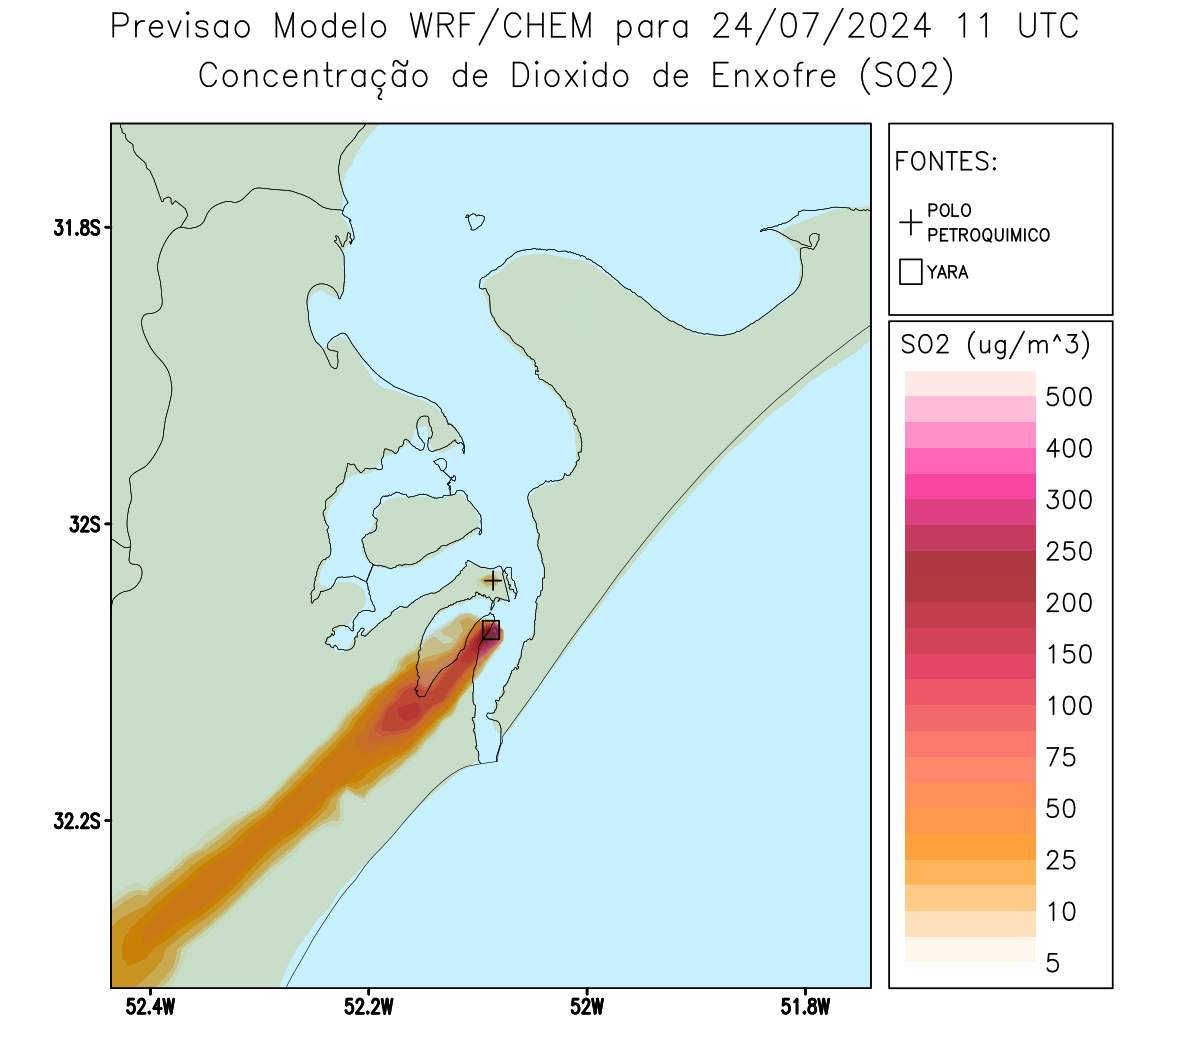 Previsao Modelo WRF/CHEM para 24/07/2024 11 UTC
Concentração de Dioxido de Enxofre (SO2)
FONTES:
POLO
PETROQUIMICO
YARA
31.8S
32S
32.2S
52.4W
52.2W
52W
51.8W
SO2 (ug/m^3)
500
400
300
250
200
150
100
75
50
25
10
5